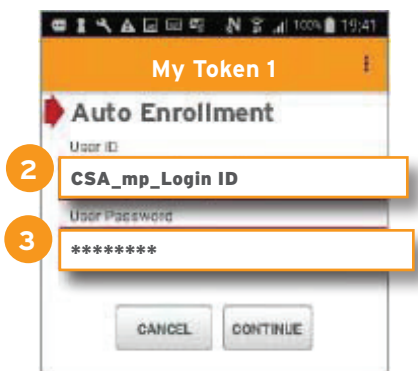 100% 19:41
My Token 1
Auto Enrollment
User ID
2
CSA_mp_Login ID
User Password
3
********
CANCEL
CONTINUE